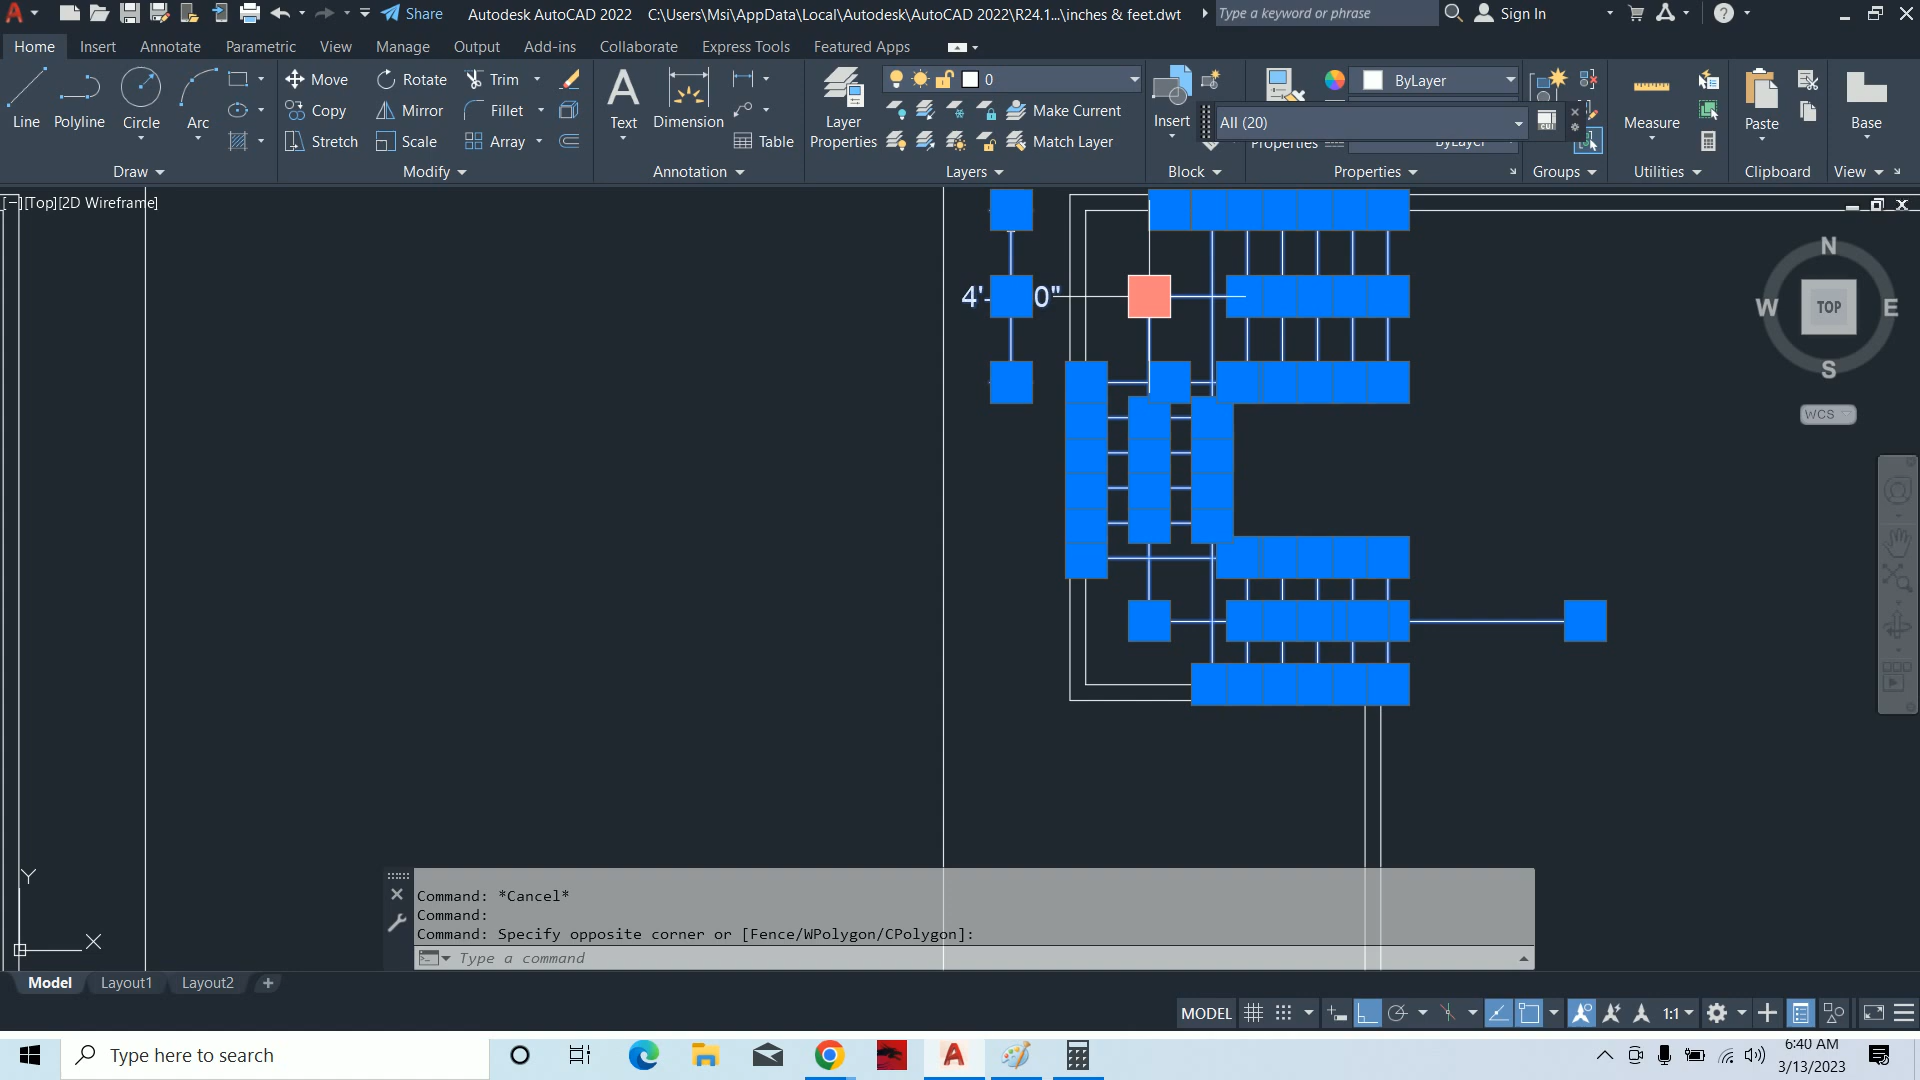 Share
Autodesk AutoCAD 2022 C:\Users\Msi\AppData\Local\Autodesk\AutoCAD 2022\R24.1...\inches & feet.dwt
Type a keyword or phrase
Sign In
Home Insert Annotate Parametric View Manage Output Add-ins Collaborate Express Tools Featured Apps
Line
Polyline
Circle
Arc
Draw
Move
Rotate
Trim
Copy
Mirror
Fillet
Stretch
Scale
Array
Modify
Text
Dimension
Table
Annotation
Layer
Properties
0
Make Current
Match Layer
Layers
Insert
Block
ByLayer
All (20)
Properties
ByLayer
Properties
Groups
Measure
Utilities
Paste
Clipboard
Base
View
[−][Top][2D Wireframe]
4'- 0"
N
W
TOP
E
S
WCS
Y
X
Command: *Cancel*
Command:
Command: Specify opposite corner or [Fence/WPolygon/CPolygon]:
Type a command
Model Layout1 Layout2 +
MODEL
1:1
Type here to search
6:40 AM
3/13/2023